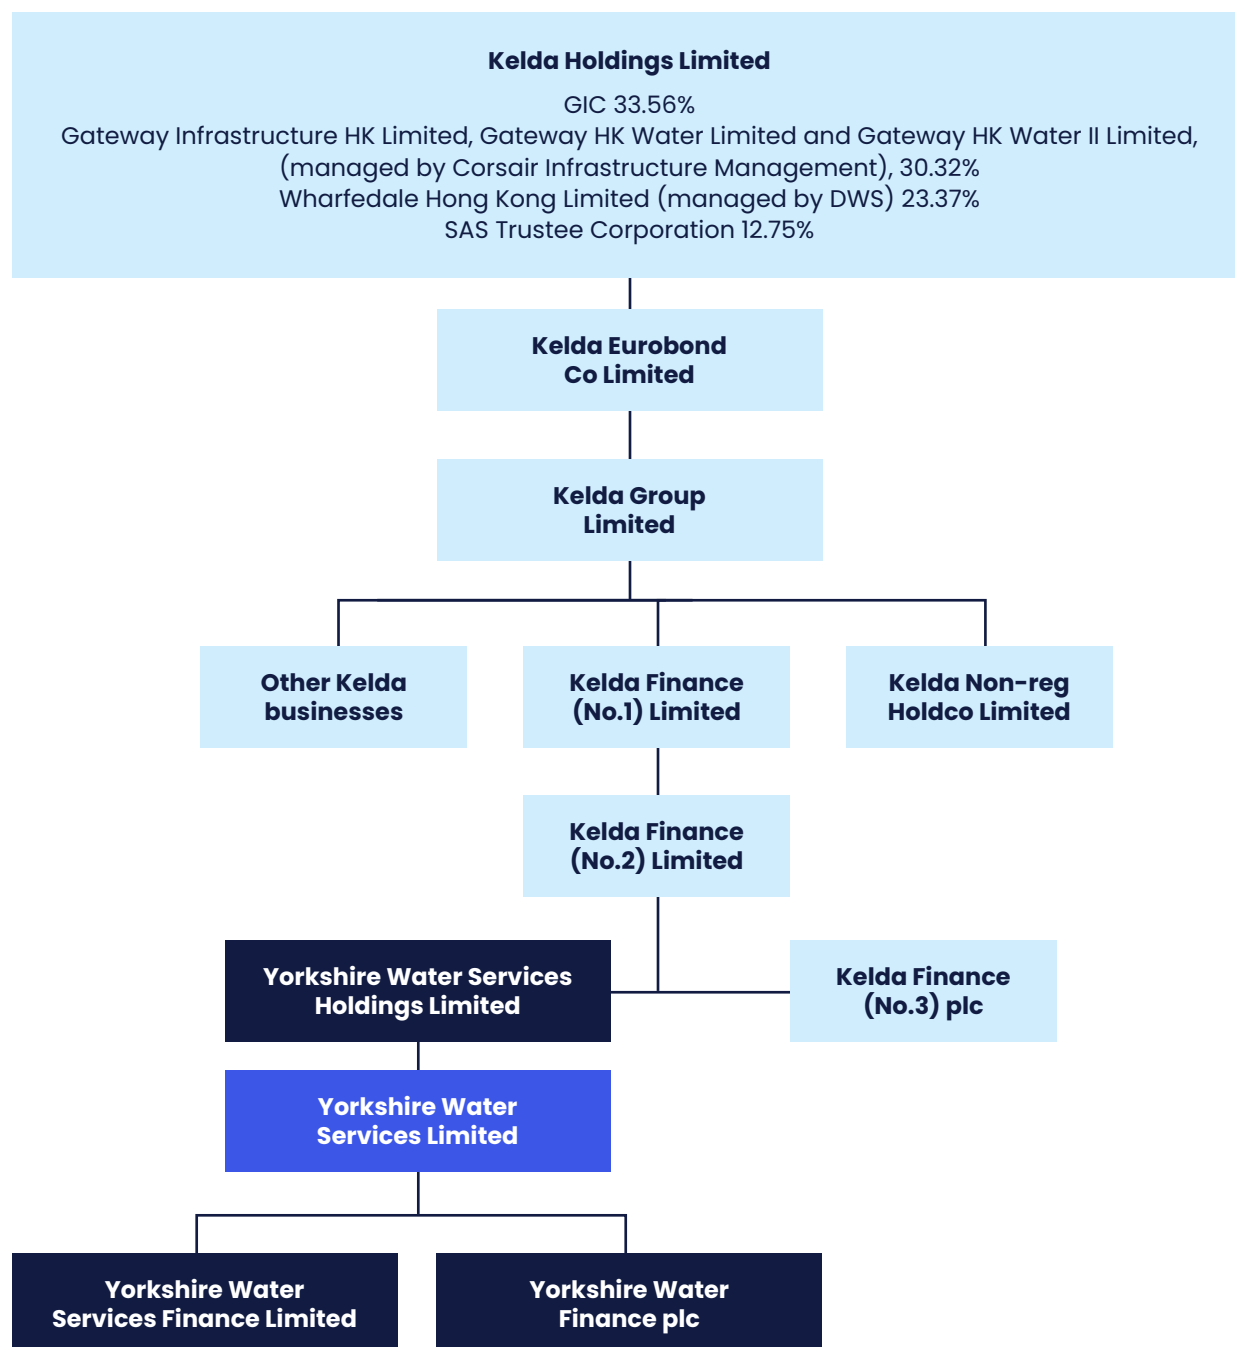 Kelda Holdings Limited
GIC 33.56%
Gateway Infrastructure HK Limited, Gateway HK Water Limited and Gateway HK Water II Limited,
(managed by Corsair Infrastructure Management), 30.32%
Wharfedale Hong Kong Limited (managed by DWS) 23.37%
SAS Trustee Corporation 12.75%
Kelda Eurobond
Co Limited
Kelda Group
Limited
Other Kelda
businesses
Kelda Finance
(No.1) Limited
Kelda Non-reg
Holdco Limited
Kelda Finance
(No.2) Limited
Yorkshire Water Services
Holdings Limited
Kelda Finance
(No.3) plc
Yorkshire Water
Services Limited
Yorkshire Water
Services Finance Limited
Yorkshire Water
Finance plc